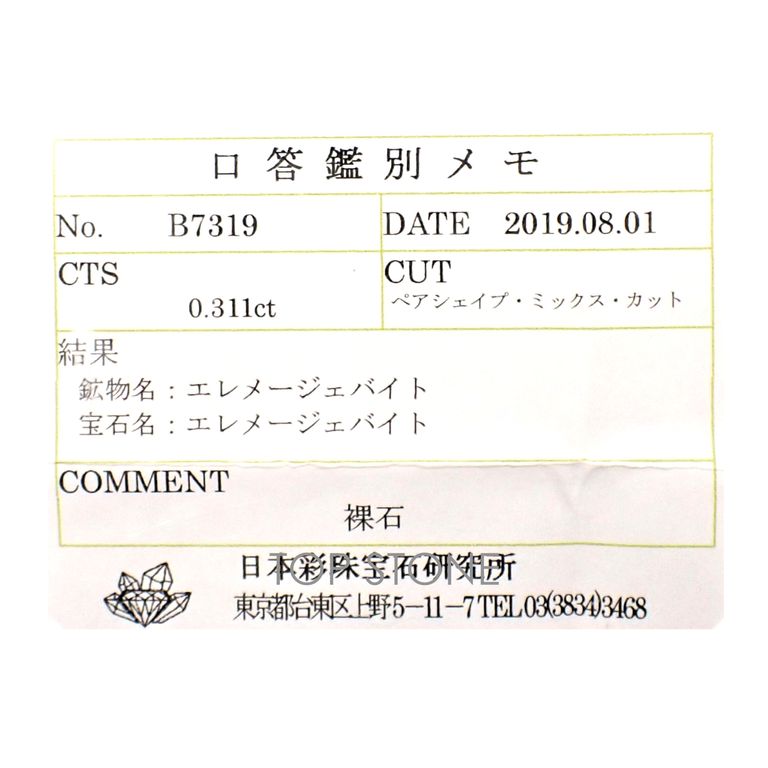 口答鑑別メモ
No. B7319 DATE 2019.08.01
CTS CUT
0.311ct ペアシェイプ・ミックス・カット
結果
鉱物名：エレメージェバイト
宝石名：エレメージェバイト
COMMENT
裸石
日本彩珠宝石研究所
TOP STONE
東京都台東区上野5-11-7 TEL 03(3834)3468